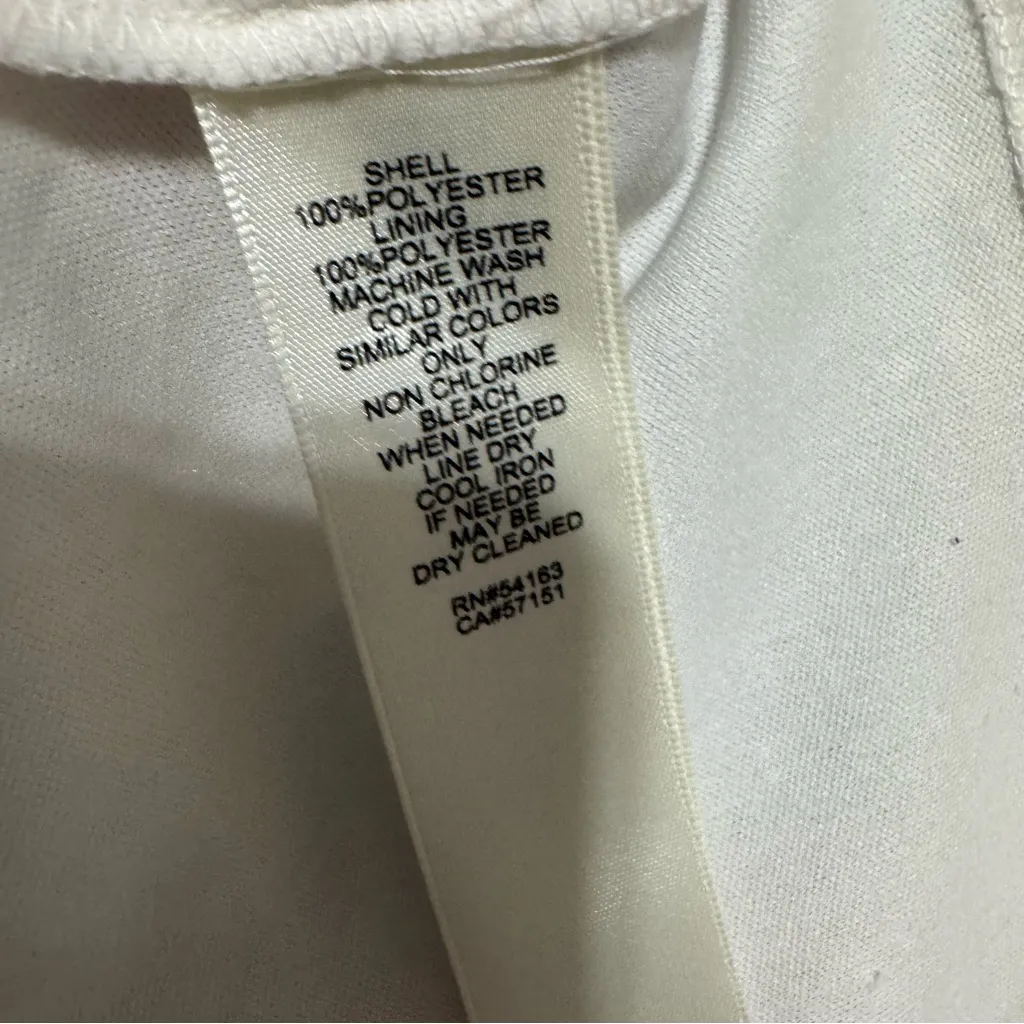 SHELL
100%POLYESTER
LINING
100%POLYESTER
MACHINE WASH
COLD WITH
SIMILAR COLORS
ONLY
NON CHLORINE
BLEACH
WHEN NEEDED
LINE DRY
COOL IRON
IF NEEDED
MAY BE
DRY CLEANED
RN#54163
CA#57151